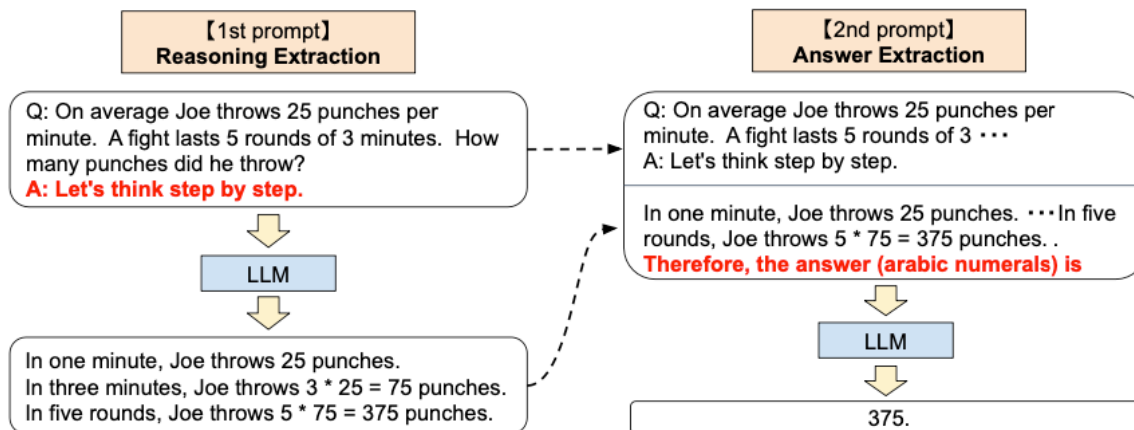 【1st prompt】
Reasoning Extraction
Q: On average Joe throws 25 punches per
minute.  A fight lasts 5 rounds of 3 minutes.  How
many punches did he throw?
A: Let's think step by step.
LLM
In one minute, Joe throws 25 punches.
In three minutes, Joe throws 3 * 25 = 75 punches.
In five rounds, Joe throws 5 * 75 = 375 punches.
【2nd prompt】
Answer Extraction
Q: On average Joe throws 25 punches per
minute.  A fight lasts 5 rounds of 3 ･･･
A: Let's think step by step.
In one minute, Joe throws 25 punches. ･･･In five
rounds, Joe throws 5 * 75 = 375 punches. .
Therefore, the answer (arabic numerals) is
LLM
375.